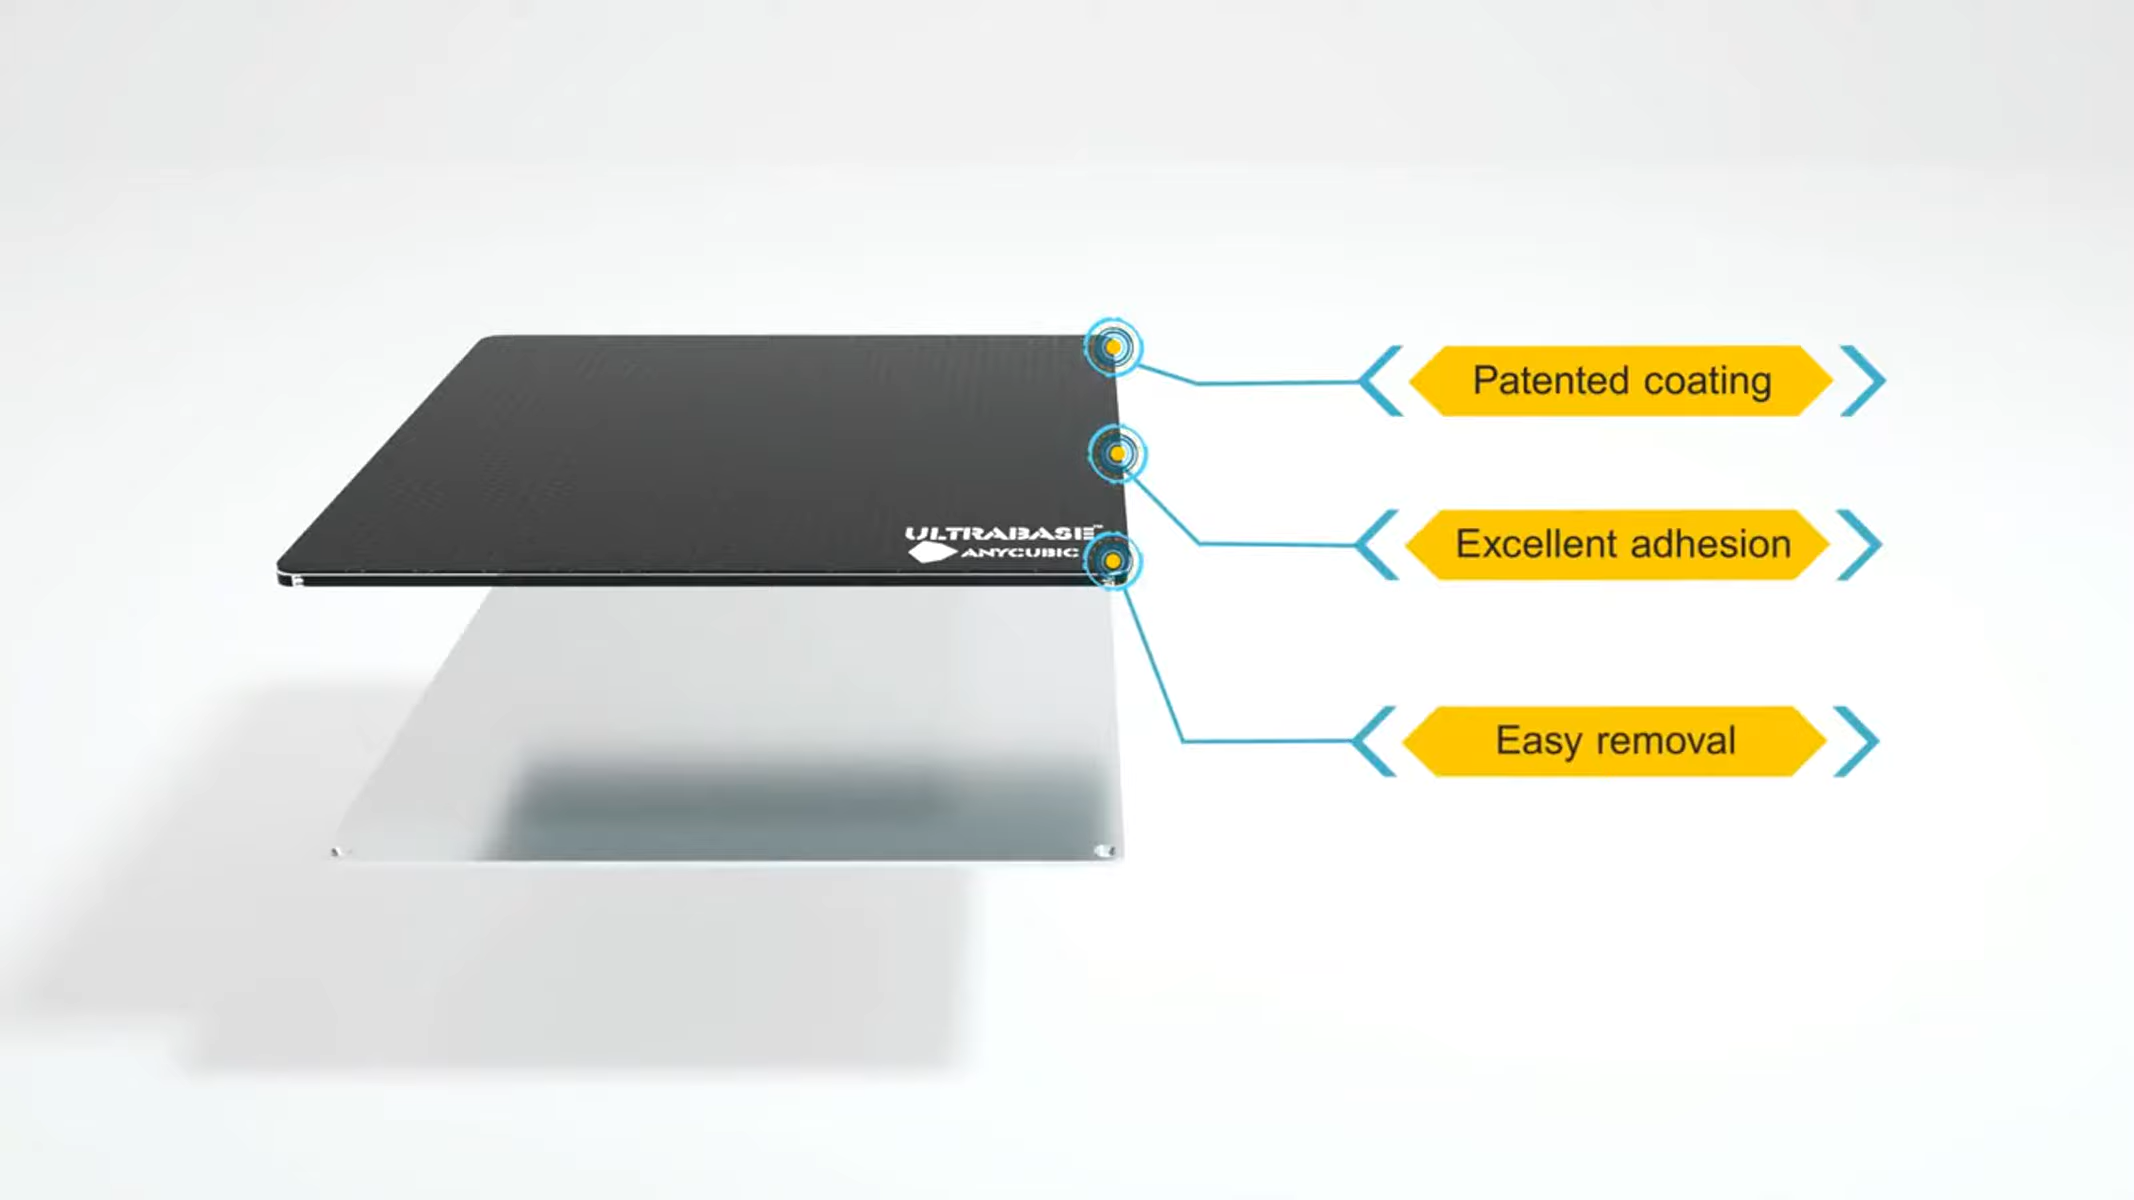 Patented coating
Excellent adhesion
ULTRABASE™
ANYCUBIC
Easy removal